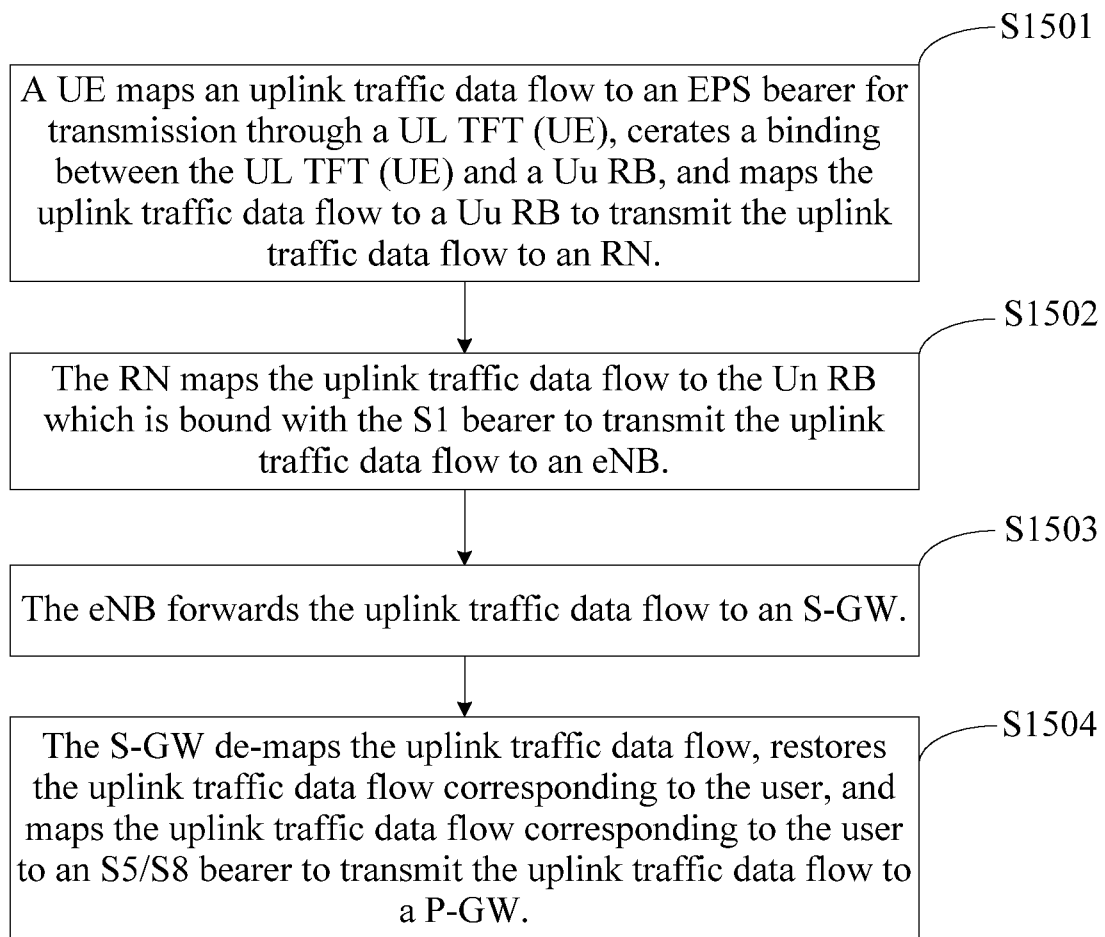 S1501
A UE maps an uplink traffic data flow to an EPS bearer for
transmission through a UL TFT (UE), cerates a binding
between the UL TFT (UE) and a Uu RB, and maps the
uplink traffic data flow to a Uu RB to transmit the uplink
traffic data flow to an RN.
S1502
The RN maps the uplink traffic data flow to the Un RB
which is bound with the S1 bearer to transmit the uplink
traffic data flow to an eNB.
S1503
The eNB forwards the uplink traffic data flow to an S-GW.
S1504
The S-GW de-maps the uplink traffic data flow, restores
the uplink traffic data flow corresponding to the user, and
maps the uplink traffic data flow corresponding to the user
to an S5/S8 bearer to transmit the uplink traffic data flow to
a P-GW.